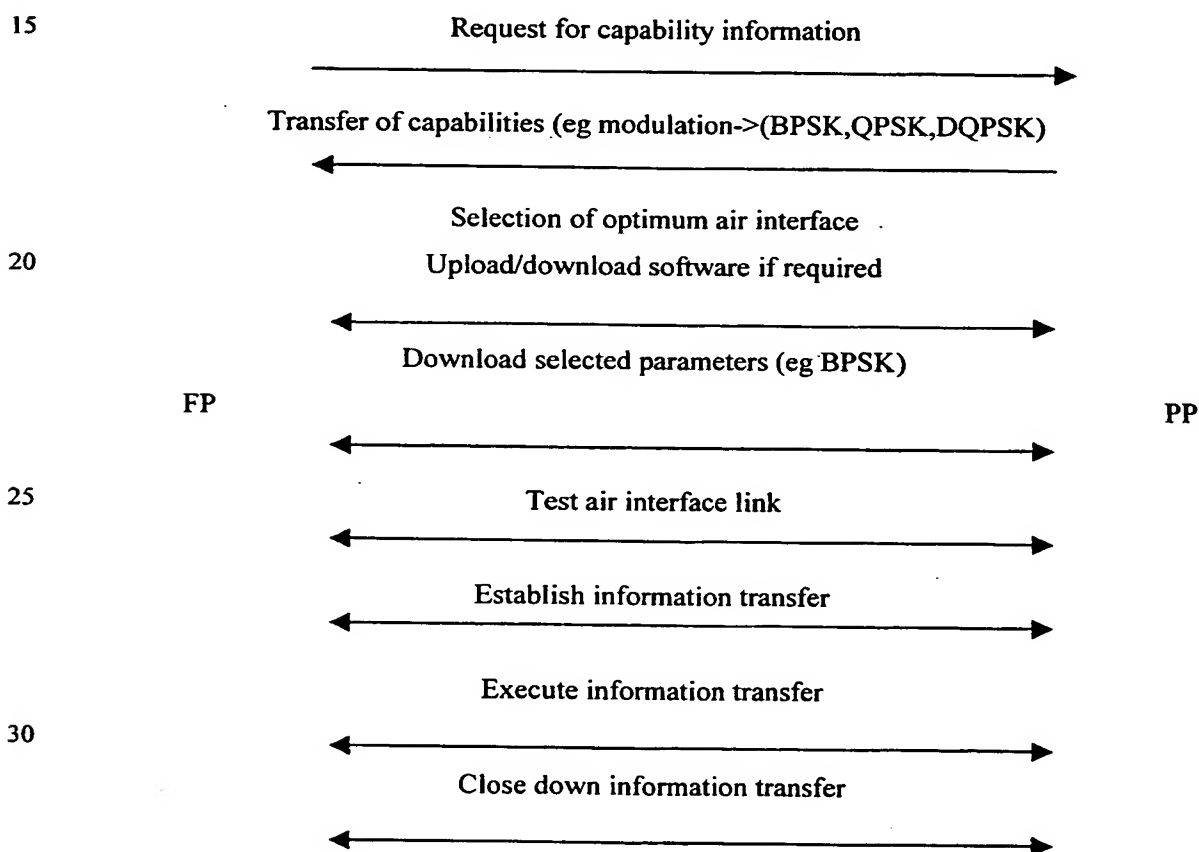 15
Request for capability information
Transfer of capabilities (eg modulation->(BPSK,QPSK,DQPSK)
Selection of optimum air interface
20
Upload/download software if required
Download selected parameters (eg BPSK)
FP
PP
25
Test air interface link
Establish information transfer
Execute information transfer
30
Close down information transfer